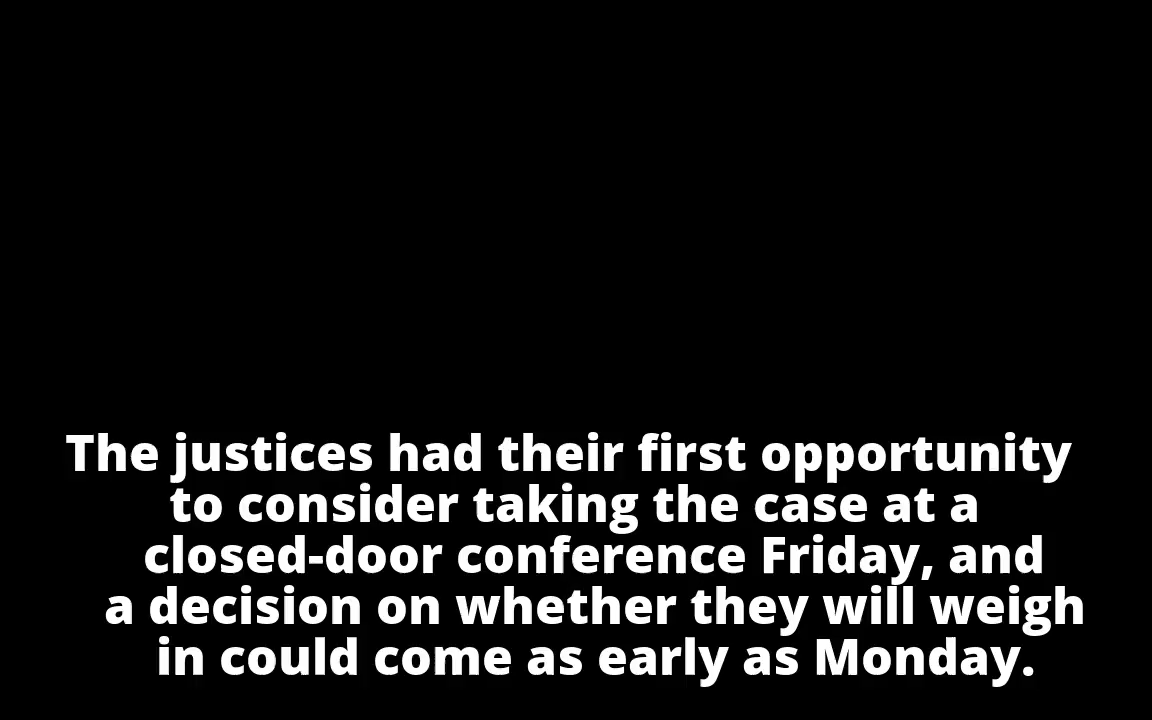 The justices had their first opportunity
to consider taking the case at a
closed-door conference Friday, and
a decision on whether they will weigh
in could come as early as Monday.